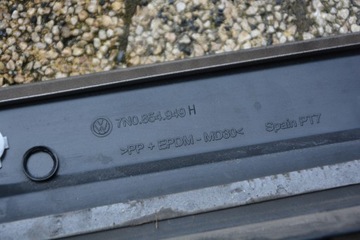 7N0.854.949 H
>PP + EPDM - MD30<
Spain PT7